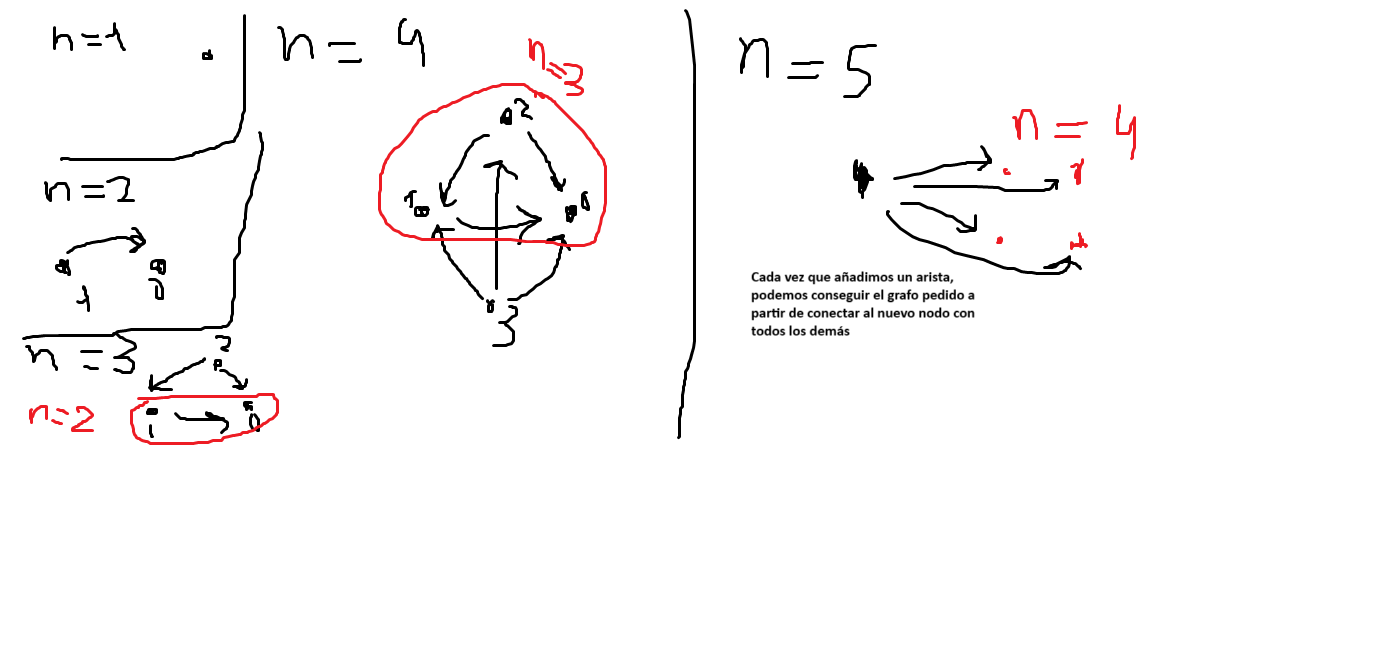 n=1
n=2
1
0
n=3
2
n=2
1
0
n=4
n=3
2
1
0
3
n=5
n=4
Cada vez que añadimos un arista,
podemos conseguir el grafo pedido a
partir de conectar al nuevo nodo con
todos los demás